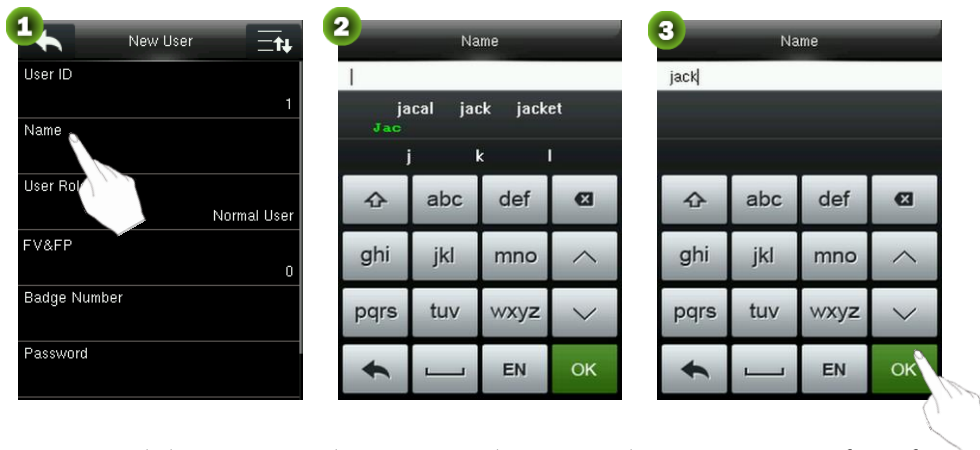 1
New User
User ID
1
Name
User Rol
Normal User
FV&FP
0
Badge Number
Password
2
Name
jacal jack jacket
Jac
j k l
abc def
ghi jkl mno
pqrs tuv wxyz
EN OK
3
Name
jack
abc def
ghi jkl mno
pqrs tuv wxyz
EN OK